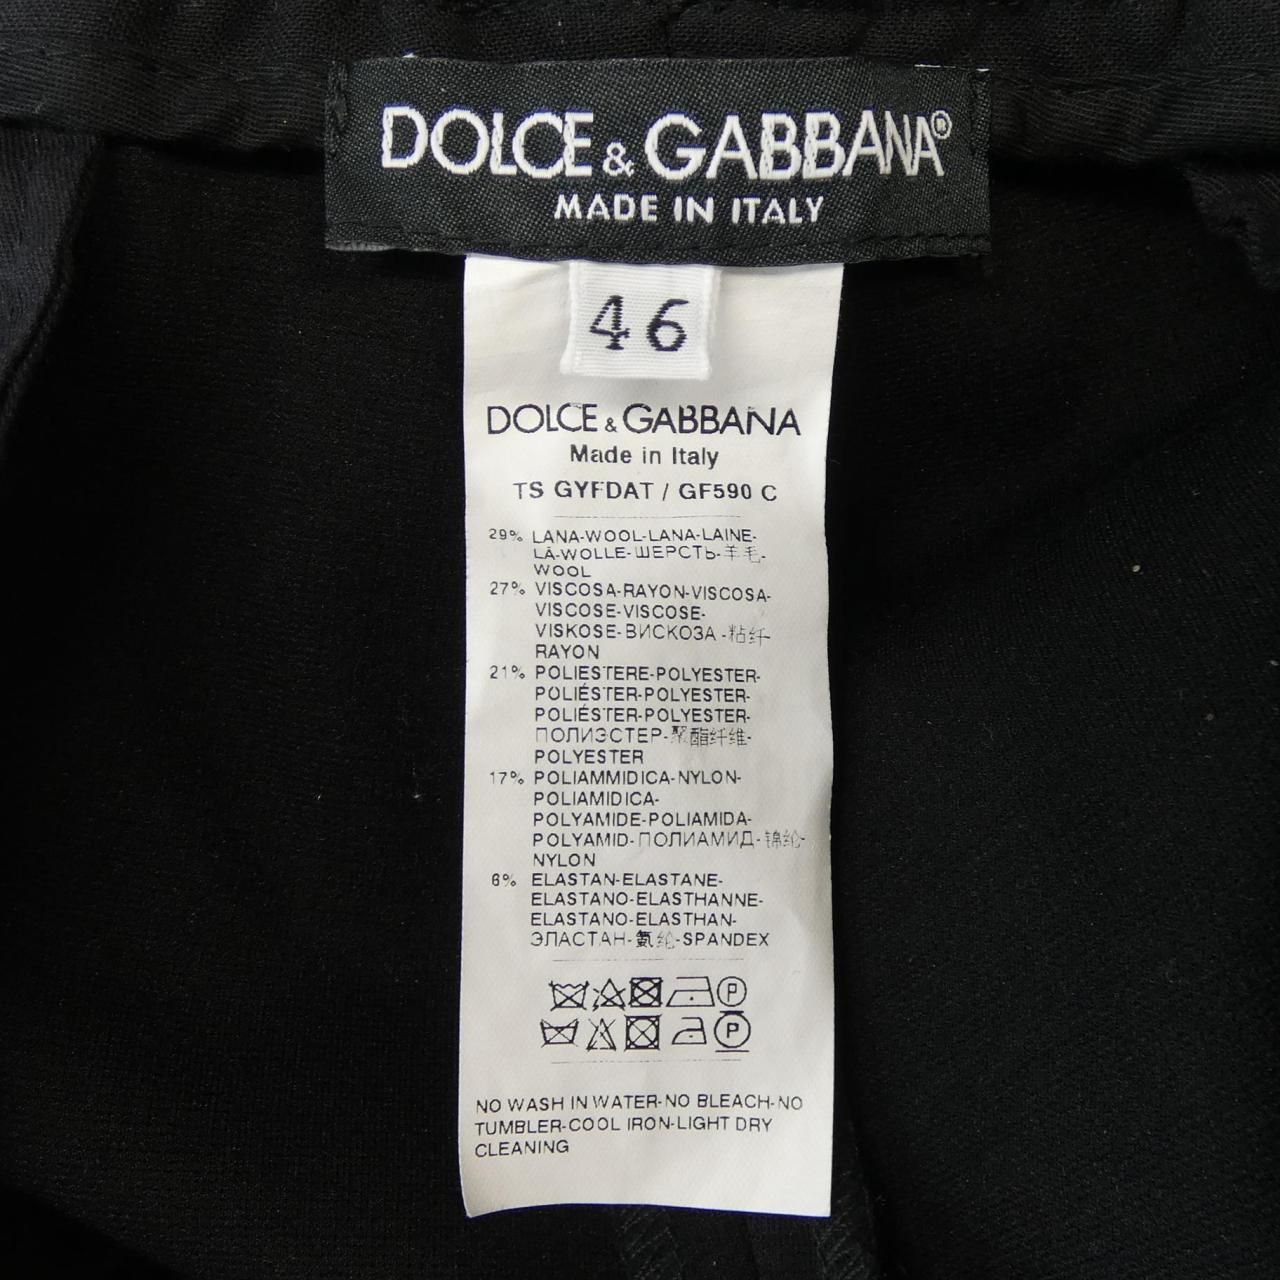 DOLCE & GABBANA®
MADE IN ITALY
46
DOLCE & GABBANA
Made in Italy
TS GYFDAT / GF590 C
29% LANA-WOOL-LANA-LAINE-
LÃ-WOLLE-ШЕРСТЬ-羊毛-
WOOL
27% VISCOSA-RAYON-VISCOSA-
VISCOSE-VISCOSE-
VISKOSE-ВИСКОЗА-粘纤-
RAYON
21% POLIESTERE-POLYESTER-
POLIÉSTER-POLYESTER-
POLIÉSTER-POLYESTER-
ПОЛИЭСТЕР-聚酯纤维-
POLYESTER
17% POLIAMMIDICA-NYLON-
POLIAMIDICA-
POLYAMIDE-POLIAMIDA-
POLYAMID-ПОЛИАМИД-锦纶-
NYLON
6% ELASTAN-ELASTANE-
ELASTANO-ELASTHANNE-
ELASTANO-ELASTHAN-
ЭЛАСТАН-氨纶-SPANDEX
P
P
NO WASH IN WATER-NO BLEACH-NO
TUMBLER-COOL IRON-LIGHT DRY
CLEANING